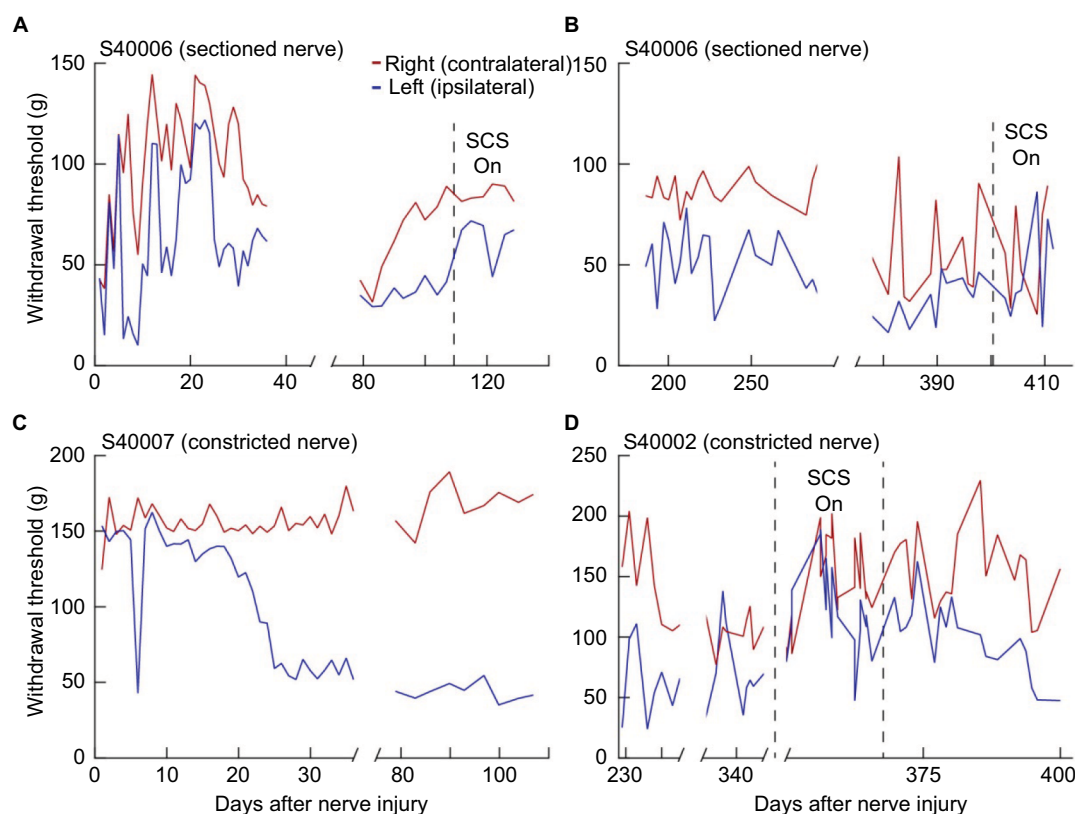 A
S40006 (sectioned nerve)
Right (contralateral)
Left (ipsilateral)
SCS
On
Withdrawal threshold (g)
150
100
50
0
0 20 40 80 120
B
S40006 (sectioned nerve)
SCS
On
150
100
50
0
200 250 390 410
C
S40007 (constricted nerve)
Withdrawal threshold (g)
200
150
100
50
0
0 20 30 80 100
Days after nerve injury
D
S40002 (constricted nerve)
SCS
On
250
200
150
100
50
0
230 340 375 400
Days after nerve injury